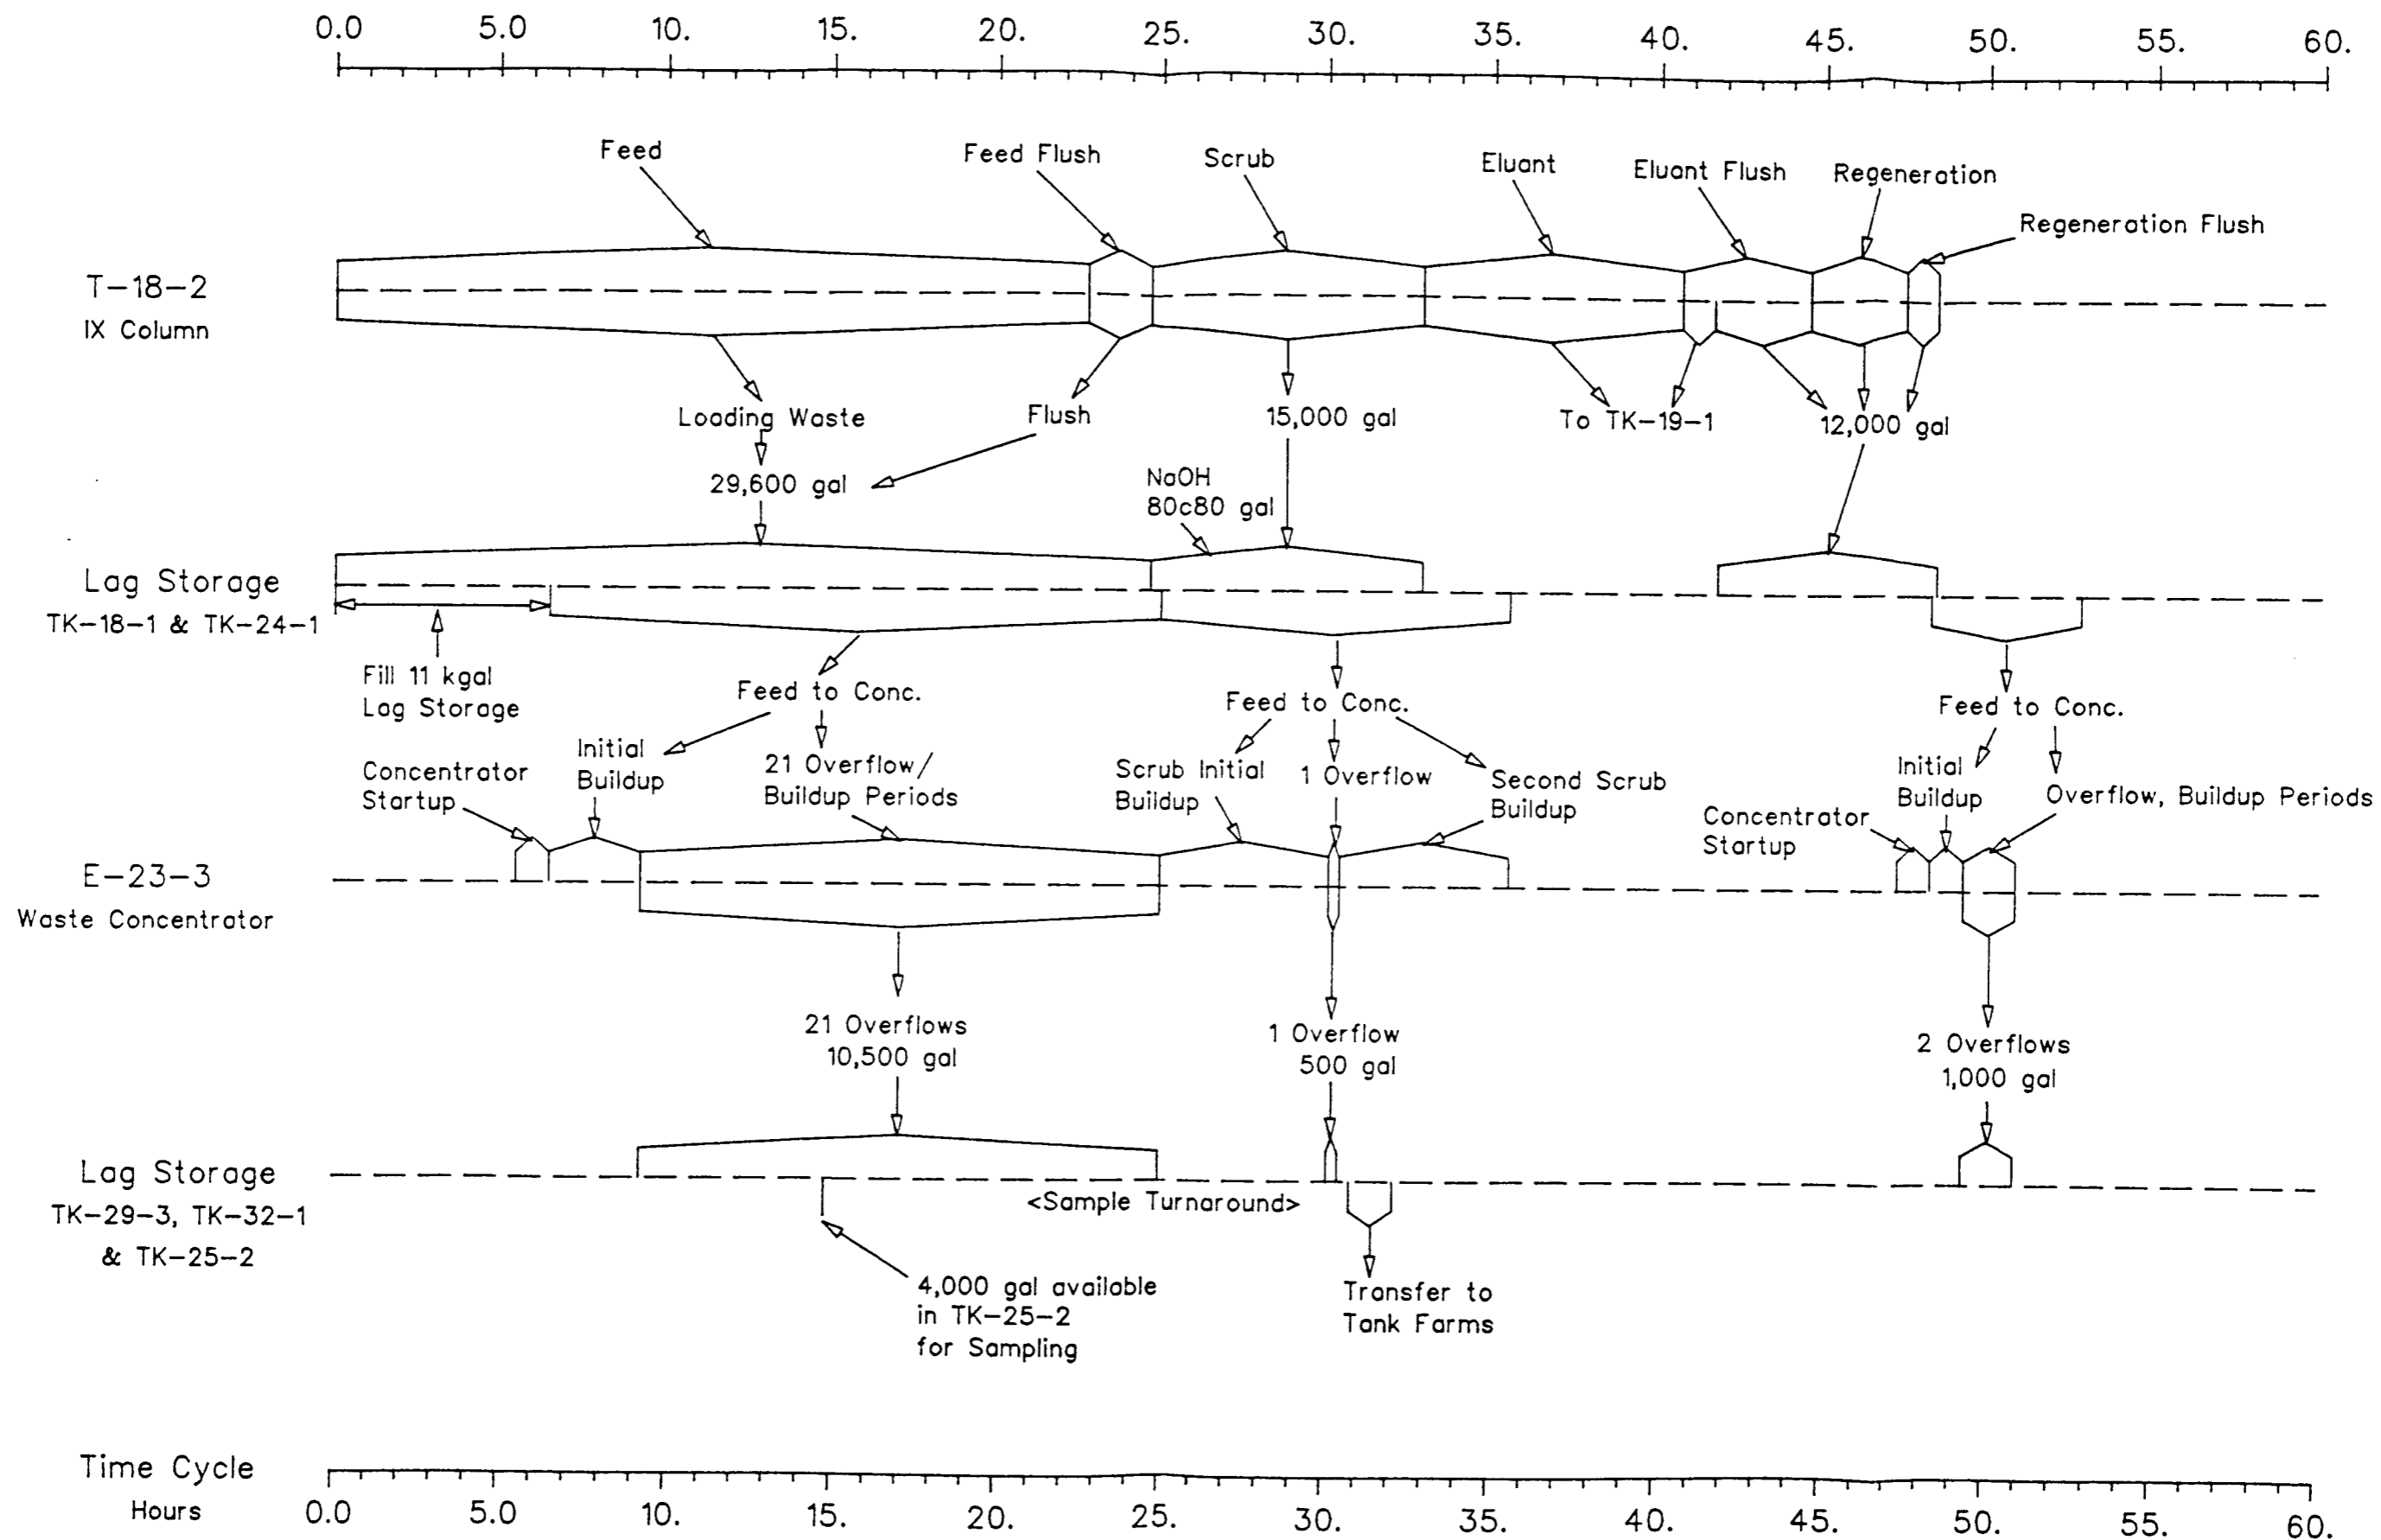 0.0 5.0 10. 15. 20. 25. 30. 35. 40. 45. 50. 55. 60.
Feed
Feed Flush
Scrub
Eluant
Eluant Flush
Regeneration
Regeneration Flush
T-18-2
IX Column
Loading Waste
Flush
15,000 gal
To TK-19-1
12,000 gal
29,600 gal
NaOH
80c80 gal
Lag Storage
TK-18-1 & TK-24-1
Fill 11 kgal
Lag Storage
Feed to Conc.
Feed to Conc.
Feed to Conc.
Concentrator
Startup
Initial
Buildup
21 Overflow/
Buildup Periods
Scrub Initial
Buildup
1 Overflow
Second Scrub
Buildup
Concentrator
Startup
Initial
Buildup
Overflow, Buildup Periods
E-23-3
Waste Concentrator
21 Overflows
10,500 gal
1 Overflow
500 gal
2 Overflows
1,000 gal
Lag Storage
TK-29-3, TK-32-1
& TK-25-2
<Sample Turnaround>
4,000 gal available
in TK-25-2
for Sampling
Transfer to
Tank Farms
Time Cycle
Hours
0.0 5.0 10. 15. 20. 25. 30. 35. 40. 45. 50. 55. 60.